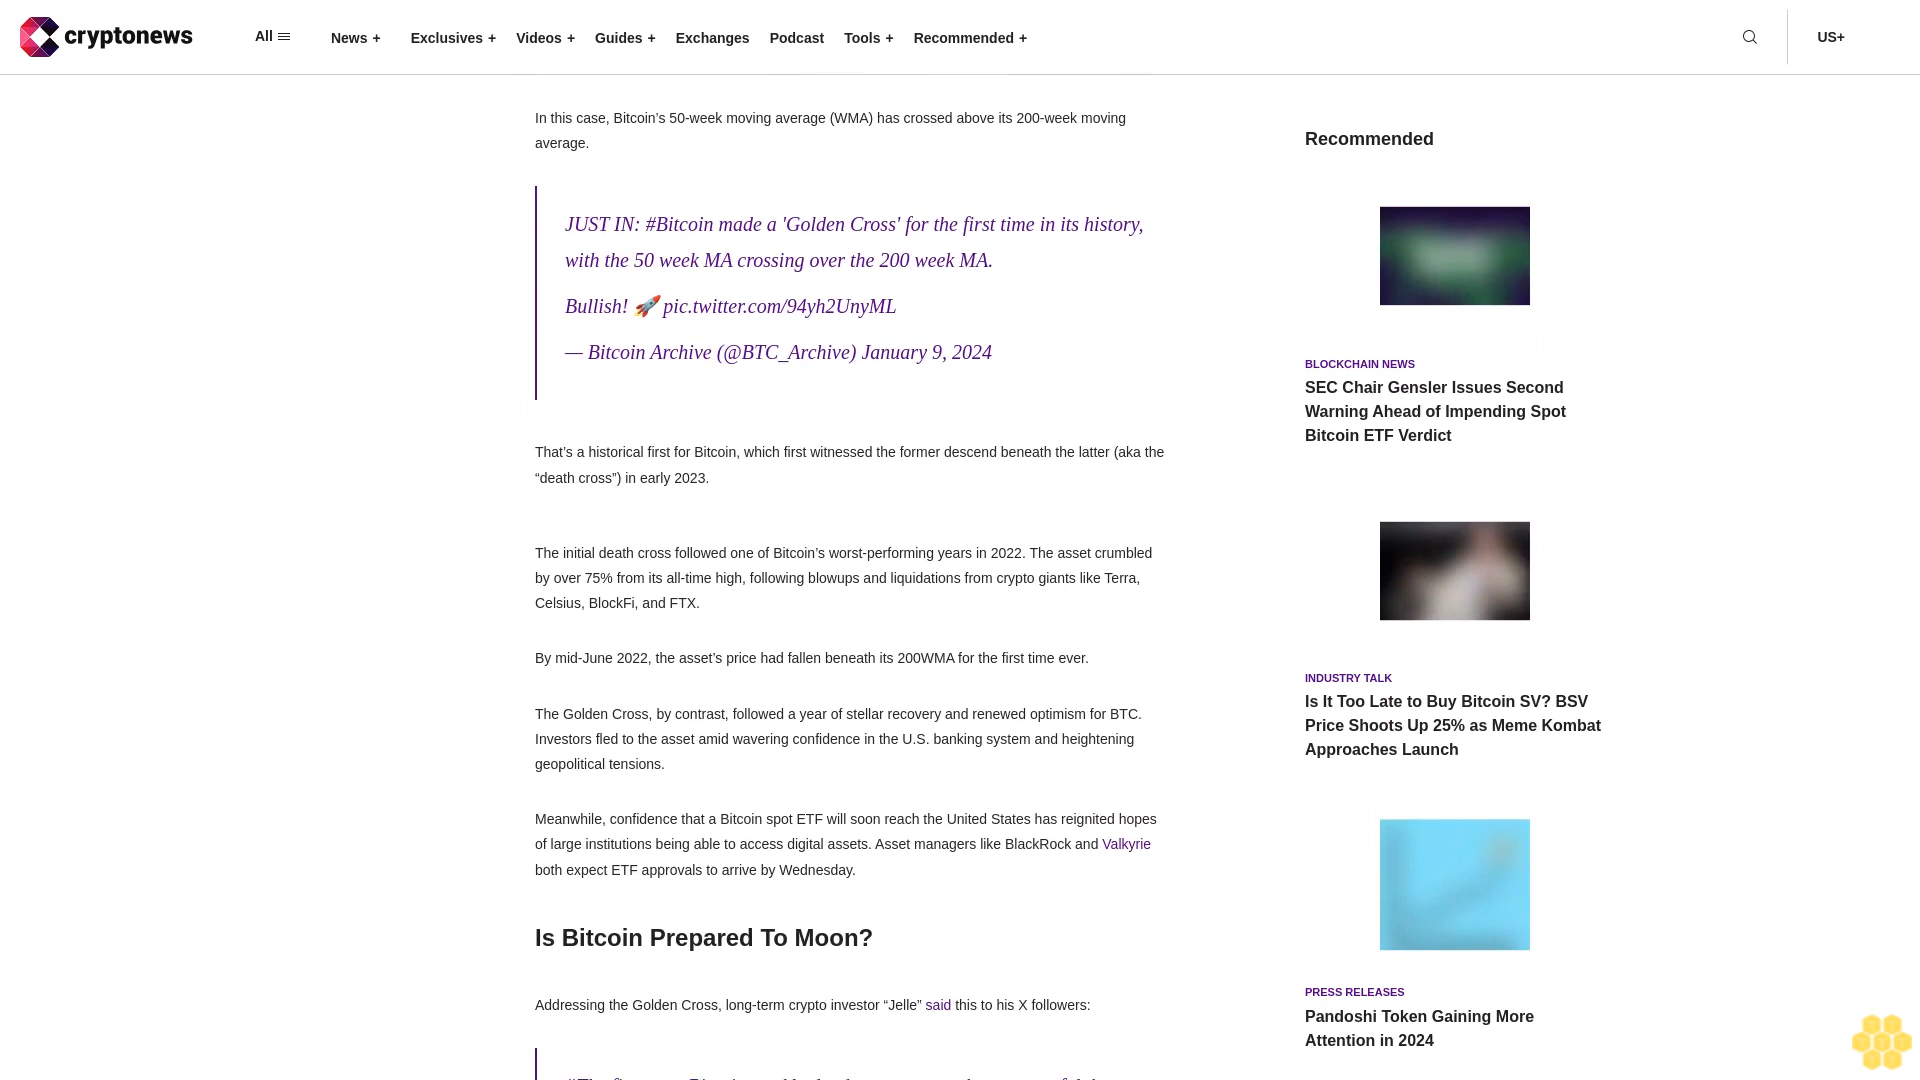 cryptonews
All
News +
Exclusives +
Videos +
Guides +
Exchanges
Podcast
Tools +
Recommended +
US+
In this case, Bitcoin’s 50-week moving average (WMA) has crossed above its 200-week moving
average.
JUST IN: #Bitcoin made a 'Golden Cross' for the first time in its history,
with the 50 week MA crossing over the 200 week MA.
Bullish! 🚀 pic.twitter.com/94yh2UnyML
— Bitcoin Archive (@BTC_Archive) January 9, 2024
That’s a historical first for Bitcoin, which first witnessed the former descend beneath the latter (aka the
“death cross”) in early 2023.
The initial death cross followed one of Bitcoin’s worst-performing years in 2022. The asset crumbled
by over 75% from its all-time high, following blowups and liquidations from crypto giants like Terra,
Celsius, BlockFi, and FTX.
By mid-June 2022, the asset’s price had fallen beneath its 200WMA for the first time ever.
The Golden Cross, by contrast, followed a year of stellar recovery and renewed optimism for BTC.
Investors fled to the asset amid wavering confidence in the U.S. banking system and heightening
geopolitical tensions.
Meanwhile, confidence that a Bitcoin spot ETF will soon reach the United States has reignited hopes
of large institutions being able to access digital assets. Asset managers like BlackRock and Valkyrie
both expect ETF approvals to arrive by Wednesday.
Is Bitcoin Prepared To Moon?
Addressing the Golden Cross, long-term crypto investor “Jelle” said this to his X followers:
Recommended
BLOCKCHAIN NEWS
SEC Chair Gensler Issues Second
Warning Ahead of Impending Spot
Bitcoin ETF Verdict
INDUSTRY TALK
Is It Too Late to Buy Bitcoin SV? BSV
Price Shoots Up 25% as Meme Kombat
Approaches Launch
PRESS RELEASES
Pandoshi Token Gaining More
Attention in 2024